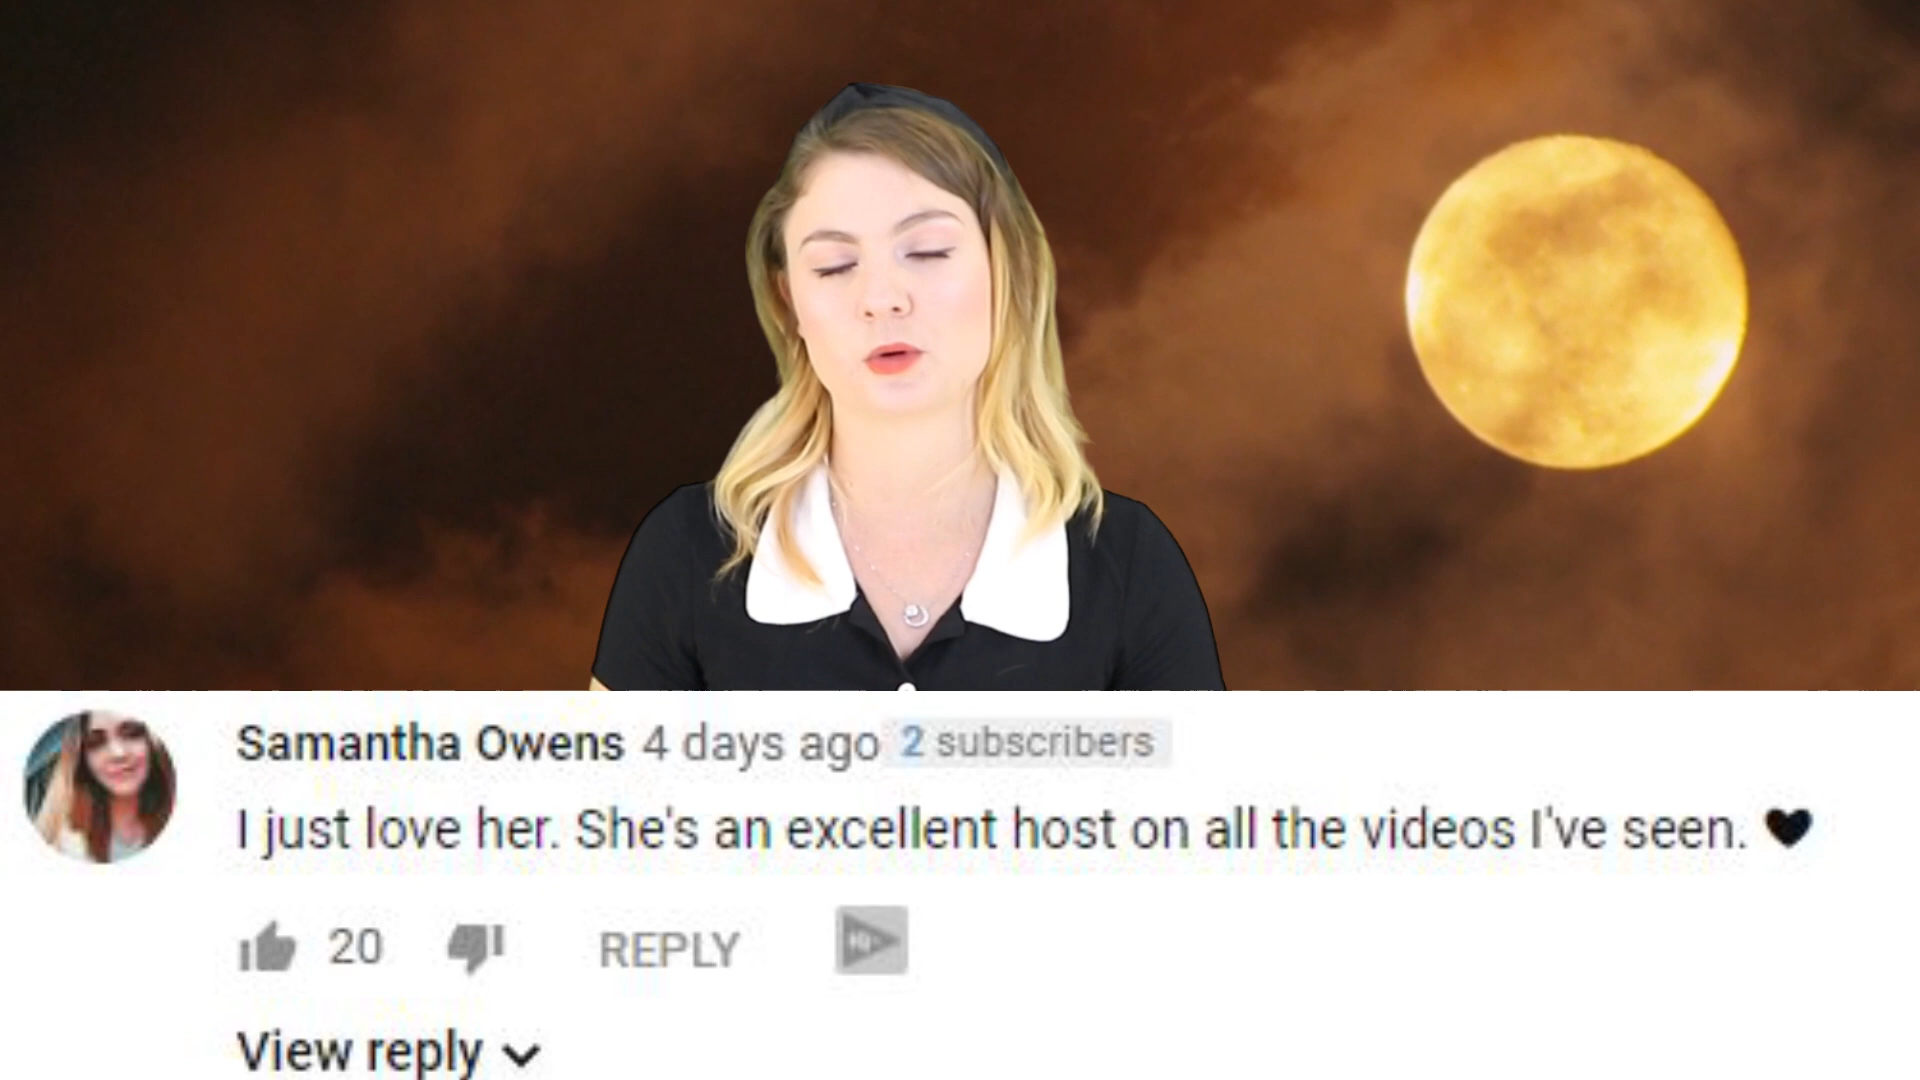 Samantha Owens 4 days ago 2 subscribers
I just love her. She's an excellent host on all the videos I've seen. 🖤
20 REPLY
View reply